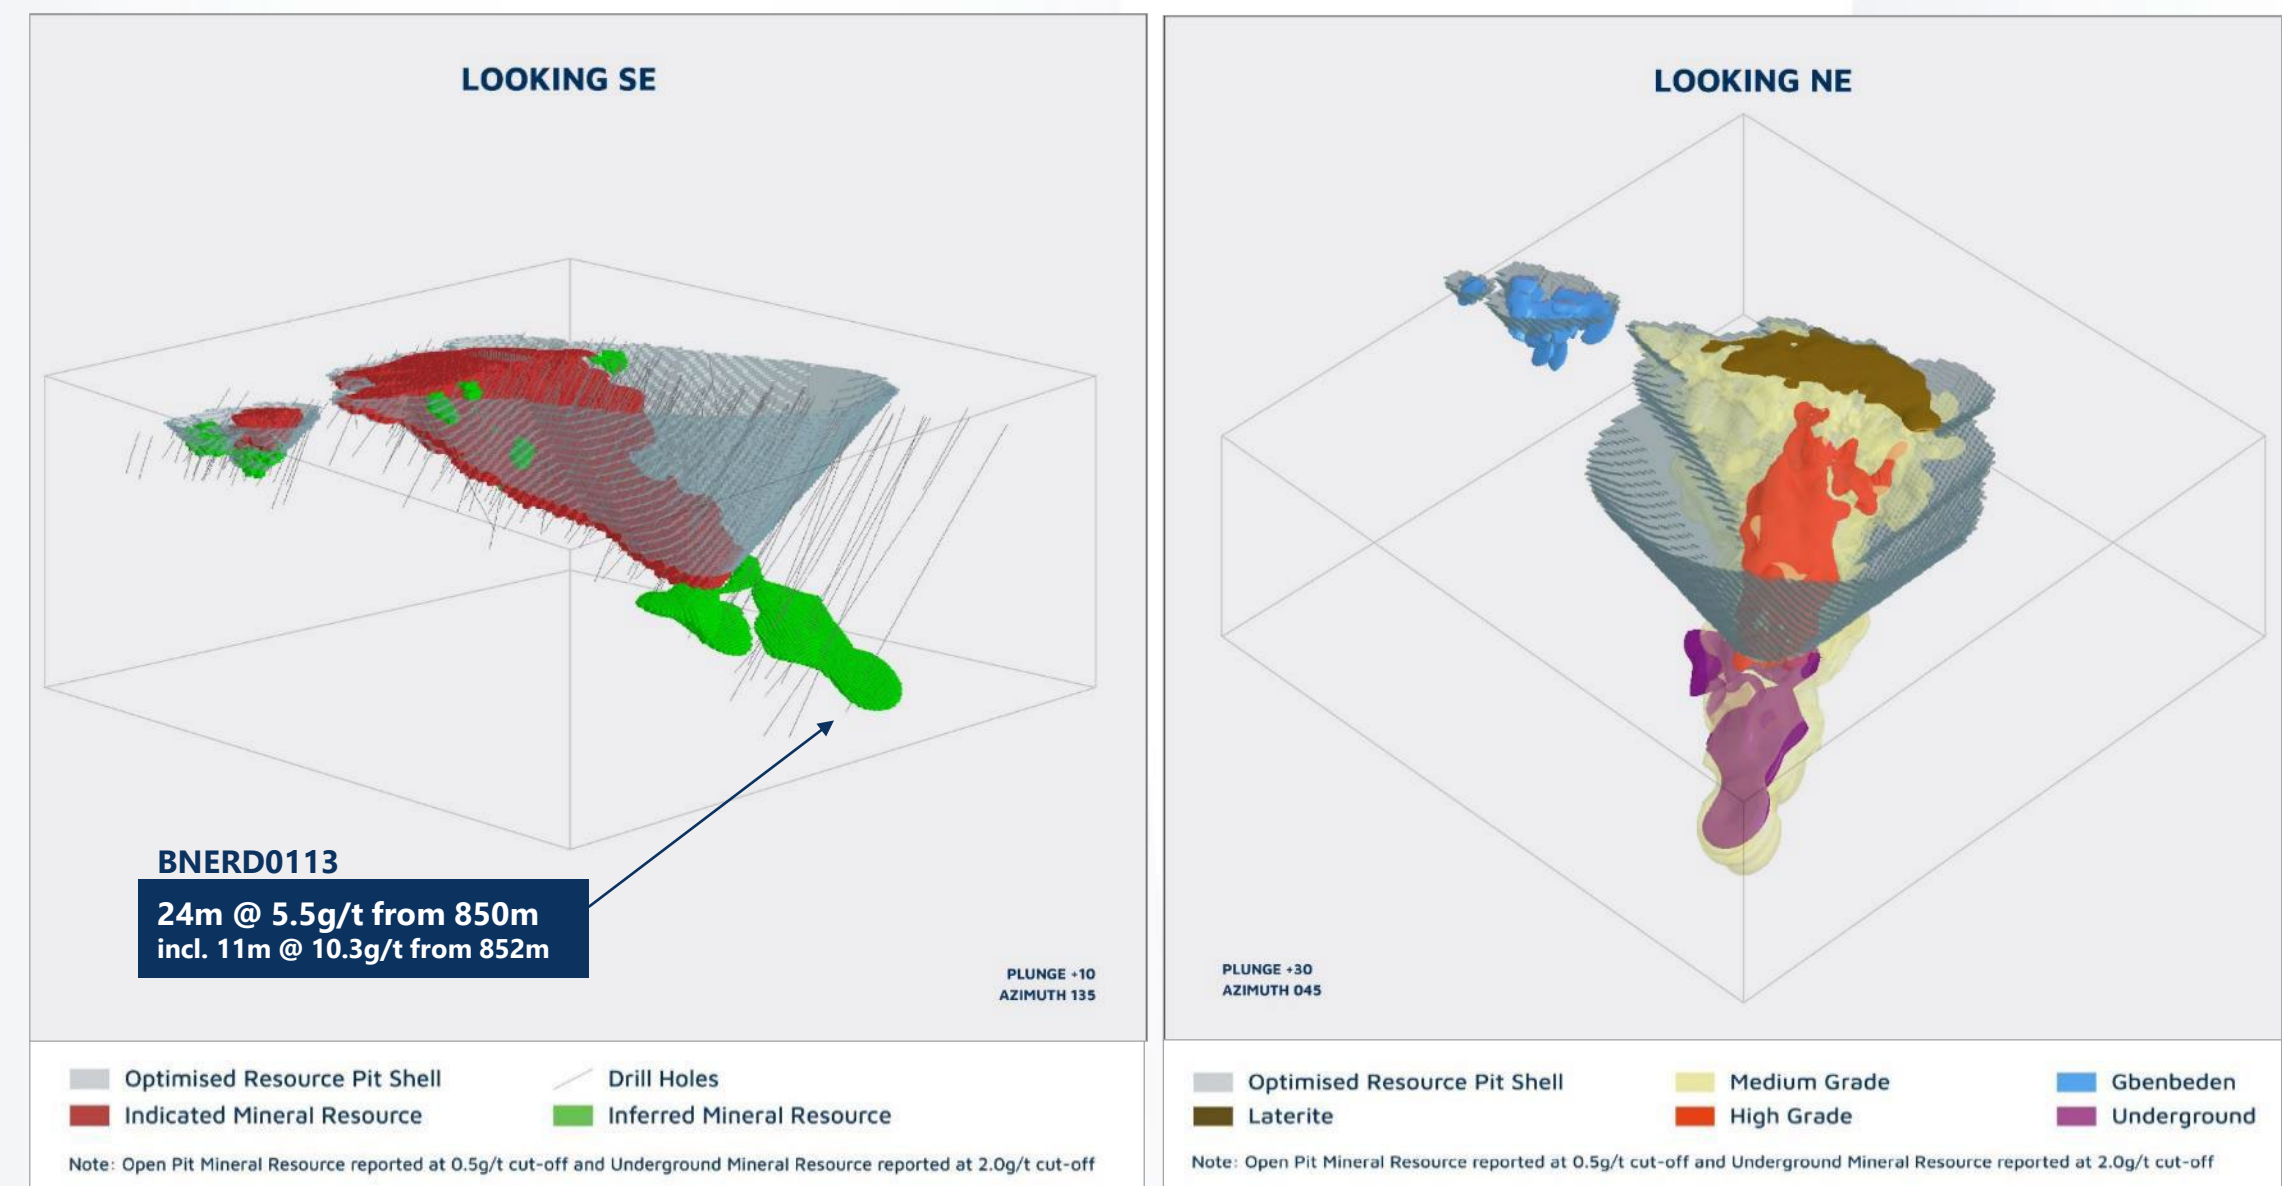 LOOKING SE
BNERD0113
24m @ 5.5g/t from 850m
incl. 11m @ 10.3g/t from 852m
PLUNGE +10
AZIMUTH 135
Optimised Resource Pit Shell
Drill Holes
Indicated Mineral Resource
Inferred Mineral Resource
Note: Open Pit Mineral Resource reported at 0.5g/t cut-off and Underground Mineral Resource reported at 2.0g/t cut-off
LOOKING NE
PLUNGE +30
AZIMUTH 045
Optimised Resource Pit Shell
Medium Grade
Gbenbeden
Laterite
High Grade
Underground
Note: Open Pit Mineral Resource reported at 0.5g/t cut-off and Underground Mineral Resource reported at 2.0g/t cut-off